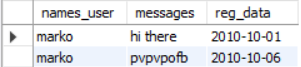 names_user messages reg_data
marko hi there 2010-10-01
marko pvpvpofb 2010-10-06